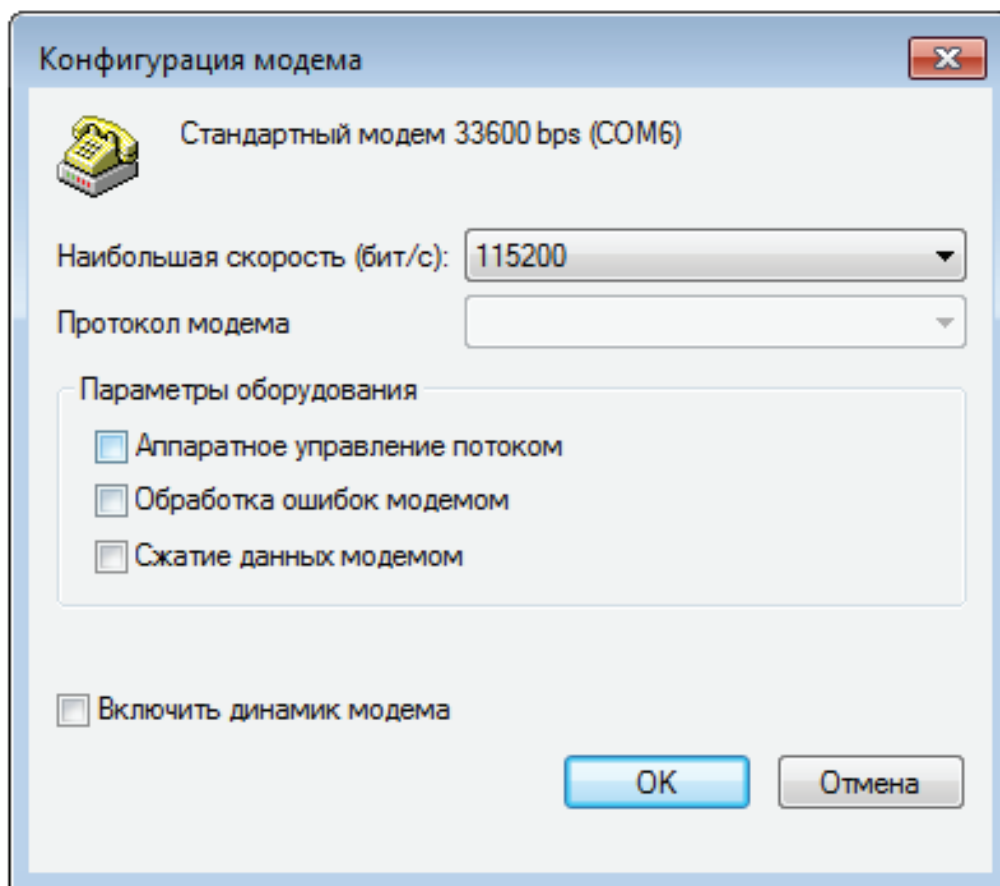 Конфигурация модема
Стандартный модем 33600 bps (COM6)
Наибольшая скорость (бит/с): 115200
Протокол модема
Параметры оборудования
Аппаратное управление потоком
Обработка ошибок модемом
Сжатие данных модемом
Включить динамик модема
OK Отмена